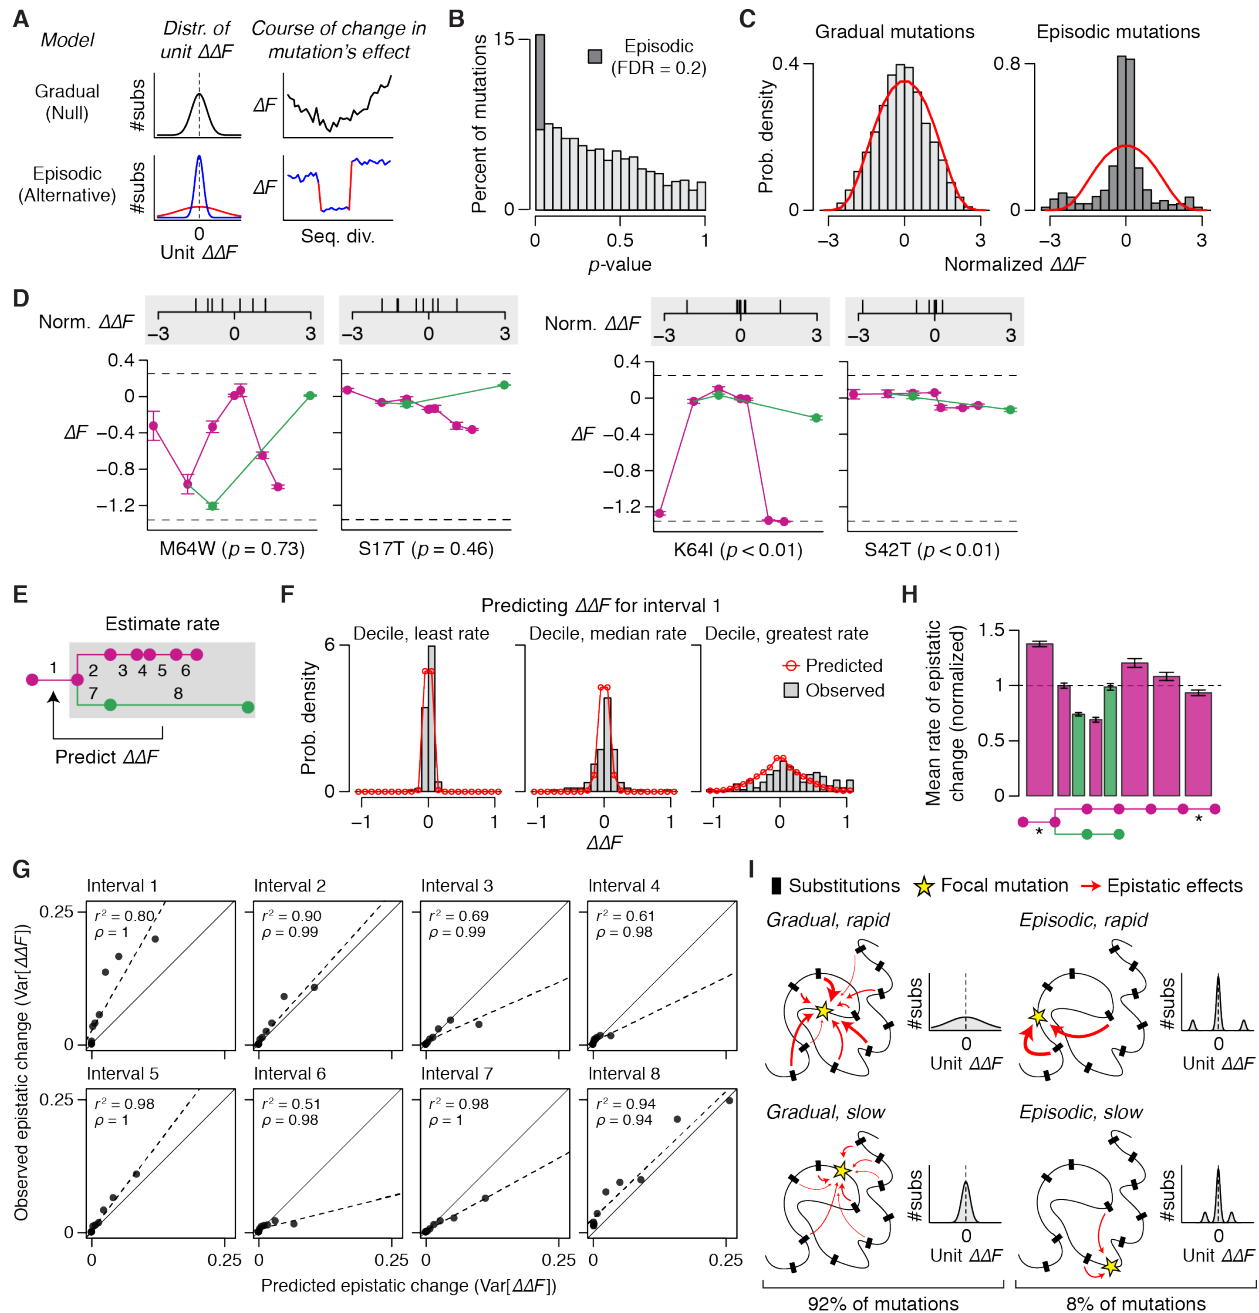 A
Model
Distr. of
unit ΔΔF
Course of change in
mutation's effect
Gradual
(Null)
#subs
ΔF
Episodic
(Alternative)
#subs
ΔF
0
Unit ΔΔF
Seq. div.
B
15
Episodic
(FDR = 0.2)
Percent of mutations
0
0 0.5 1
p-value
C
Gradual mutations
Episodic mutations
0.4
0.8
Prob. density
0
0
−3 0 3
−3 0 3
Normalized ΔΔF
D
Norm. ΔΔF
−3 0 3
−3 0 3
Norm. ΔΔF
−3 0 3
−3 0 3
0.4
0
ΔF −0.4
−0.8
−1.2
M64W (p = 0.73)
S17T (p = 0.46)
0.4
0
ΔF −0.4
−0.8
−1.2
K64I (p < 0.01)
S42T (p < 0.01)
E
Estimate rate
1
2 3 4 5 6
7 8
Predict ΔΔF
F
Predicting ΔΔF for interval 1
Decile, least rate
Decile, median rate
Decile, greatest rate
6
Predicted
Observed
Prob. density
0
−1 0 1
−1 0 1
−1 0 1
ΔΔF
H
1.5
1
0.5
0
Mean rate of epistatic
change (normalized)
*
*
G
Interval 1
r² = 0.80
ρ = 1
Interval 2
r² = 0.90
ρ = 0.99
Interval 3
r² = 0.69
ρ = 0.99
Interval 4
r² = 0.61
ρ = 0.98
0.25
0
Interval 5
r² = 0.98
ρ = 1
Interval 6
r² = 0.51
ρ = 0.98
Interval 7
r² = 0.98
ρ = 1
Interval 8
r² = 0.94
ρ = 0.94
0.25
0
0 0.25
0 0.25
Observed epistatic change (Var[ΔΔF])
Predicted epistatic change (Var[ΔΔF])
I
Substitutions
Focal mutation
Epistatic effects
Gradual, rapid
#subs
0
Unit ΔΔF
Episodic, rapid
#subs
0
Unit ΔΔF
Gradual, slow
#subs
0
Unit ΔΔF
Episodic, slow
#subs
0
Unit ΔΔF
92% of mutations
8% of mutations